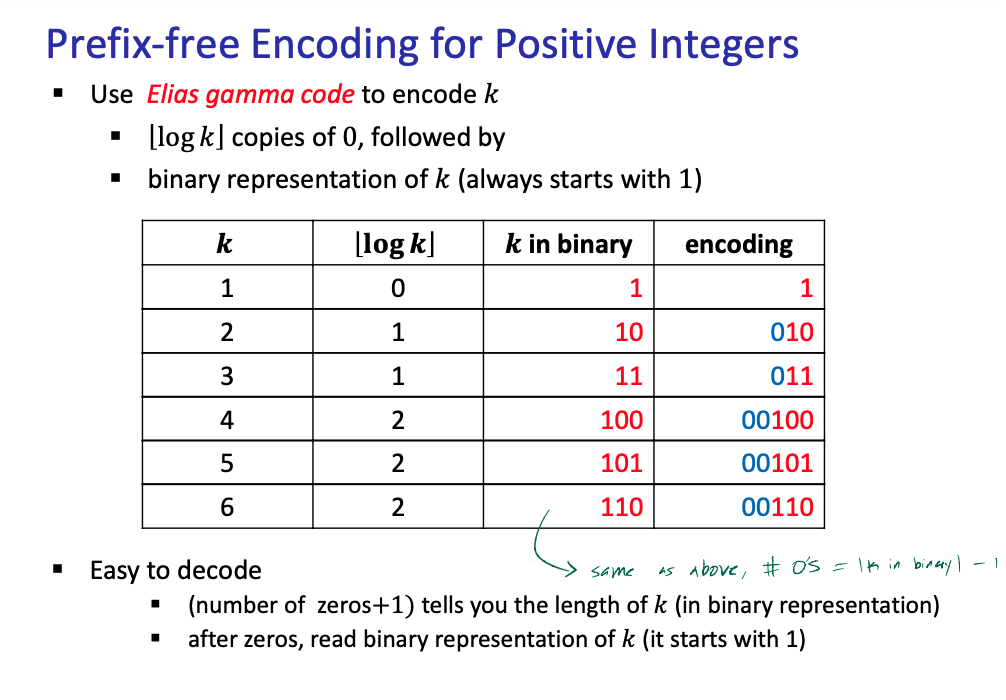 Prefix-free Encoding for Positive Integers
▪ Use Elias gamma code to encode k
▪ ⌊log k⌋ copies of 0, followed by
▪ binary representation of k (always starts with 1)
k ⌊log k⌋ k in binary encoding
1 0 1 1
2 1 10 010
3 1 11 011
4 2 100 00100
5 2 101 00101
6 2 110 00110
same as above, # 0's = |k in binary| - 1
▪ Easy to decode
▪ (number of zeros+1) tells you the length of k (in binary representation)
▪ after zeros, read binary representation of k (it starts with 1)